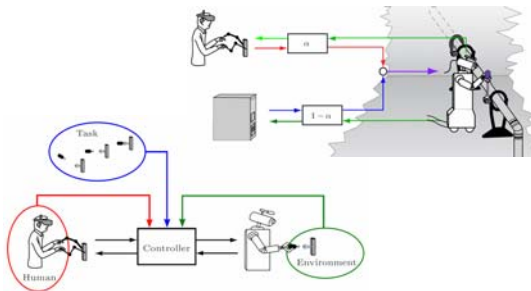 α
1 − α
Task
Controller
Human
Environment